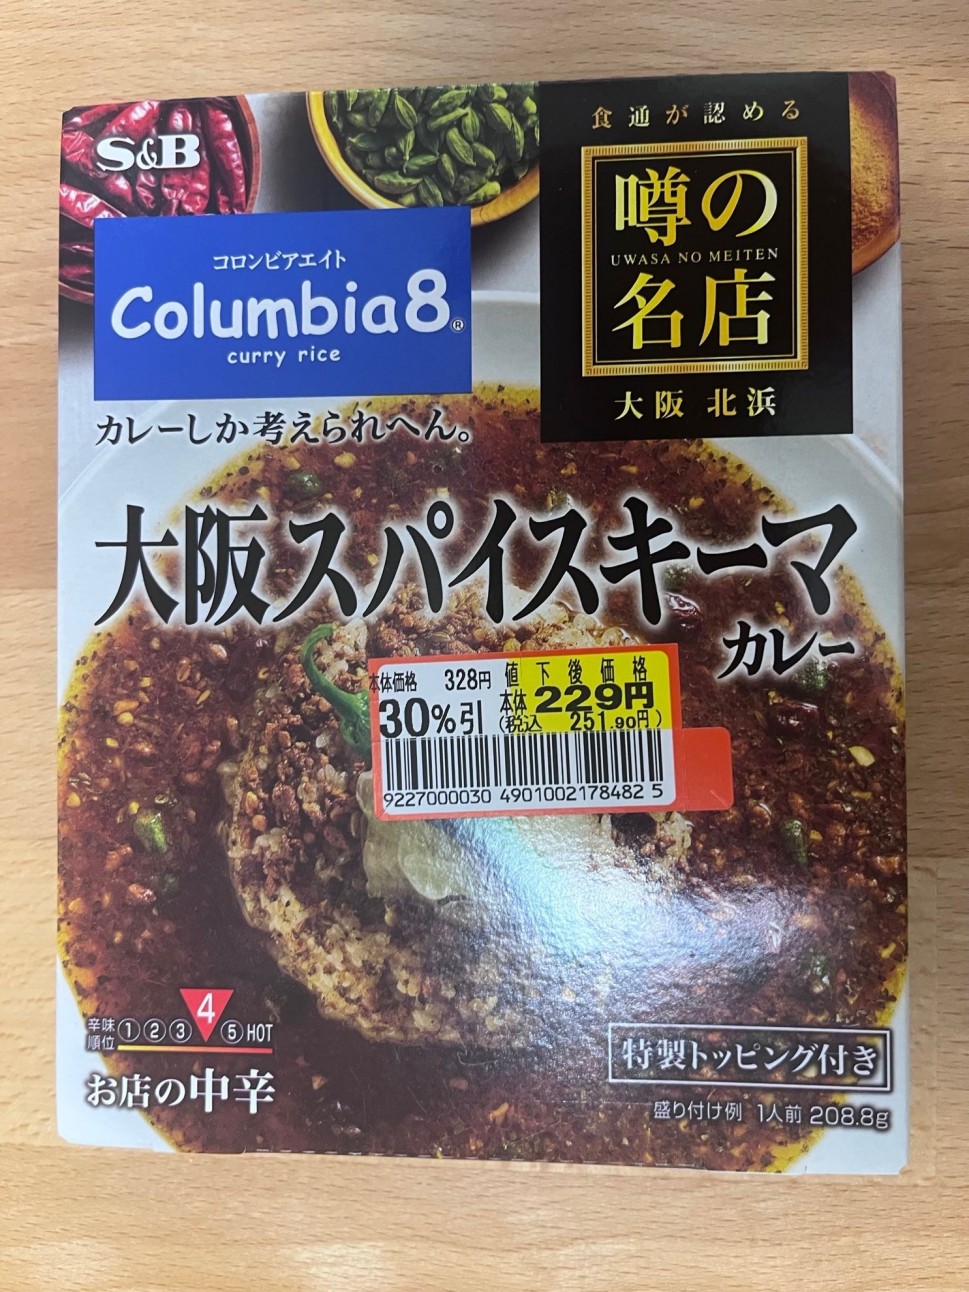 S&B
食通が認める
噂の
UWASA NO MEITEN
名店
大阪 北浜
コロンビアエイト
Columbia8®
curry rice
カレーしか考えられへん。
大阪スパイスキーマ
カレー
本体価格 328円 値下後価格
30%引 本体229円
(税込 251.90円)
9227000030 4901002178482 5
辛味順位 1 2 3 4 5 HOT
お店の中辛
特製トッピング付き
盛り付け例 1人前 208.8g